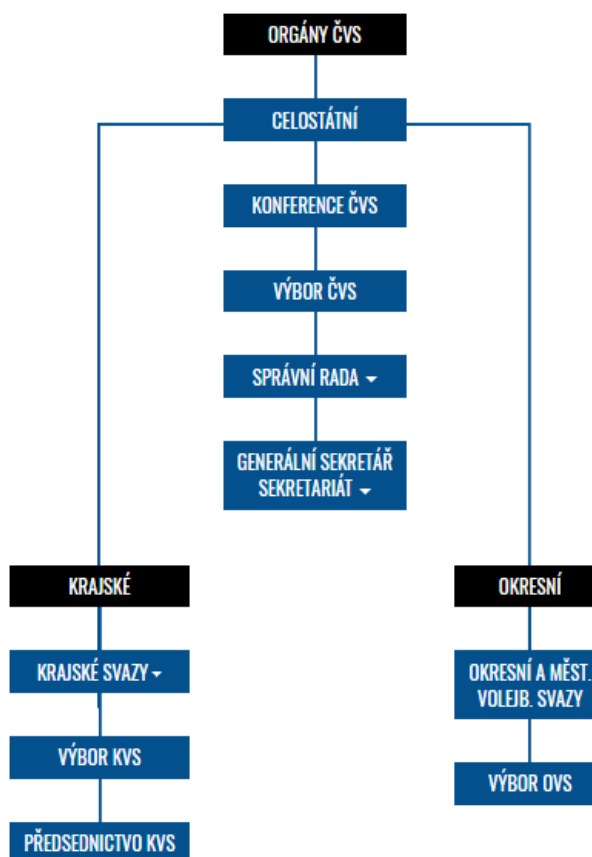 ORGÁNY ČVS
CELOSTÁTNÍ
KONFERENCE ČVS
VÝBOR ČVS
SPRÁVNÍ RADA
GENERÁLNÍ SEKRETÁŘ
SEKRETARIÁT
KRAJSKÉ
KRAJSKÉ SVAZY
VÝBOR KVS
PŘEDSEDNICTVO KVS
OKRESNÍ
OKRESNÍ A MĚST.
VOLEJB. SVAZY
VÝBOR OVS